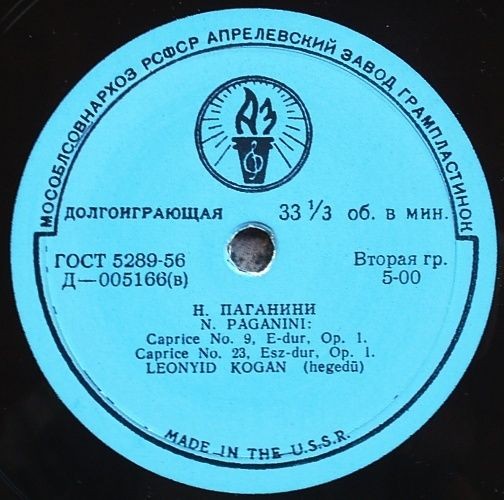 МОСОБЛСОВНАРХОЗ РСФСР АПРЕЛЕВСКИЙ ЗАВОД ГРАМПЛАСТИНОК
АЗ
ДОЛГОИГРАЮЩАЯ 33 1/3 об. в мин.
ГОСТ 5289-56 Вторая гр.
Д—005166(в) 5-00
Н. ПАГАНИНИ
N. PAGANINI:
Caprice No. 9, E-dur, Op. 1.
Caprice No. 23, Esz-dur, Op. 1.
LEONYID KOGAN (hegedū)
MADE IN THE U.S.S.R.